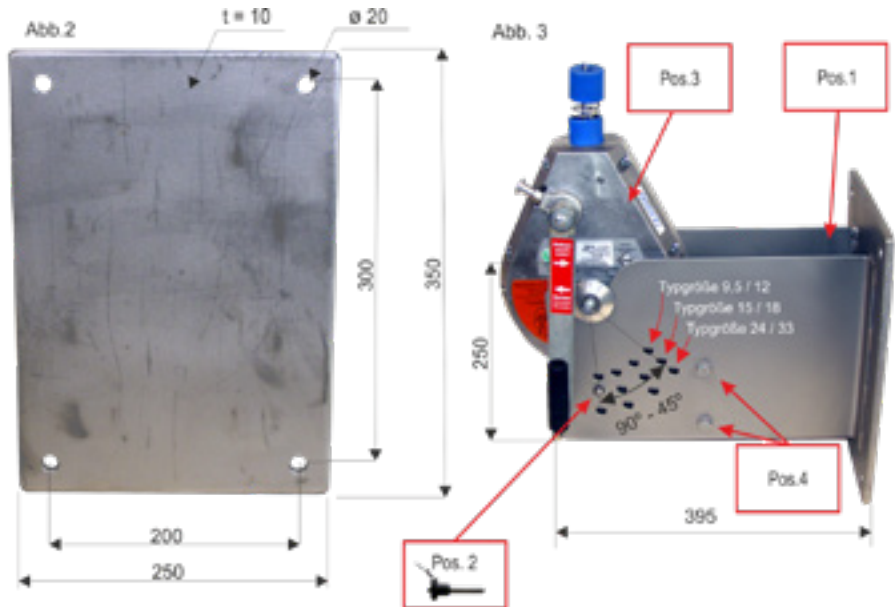 Abb.2
t = 10
ø 20
300
350
200
250
Abb. 3
Pos.3
Pos.1
Typgröße 9,5 / 12
Typgröße 15 / 18
Typgröße 24 / 33
250
90° - 45°
Pos.4
395
Pos. 2